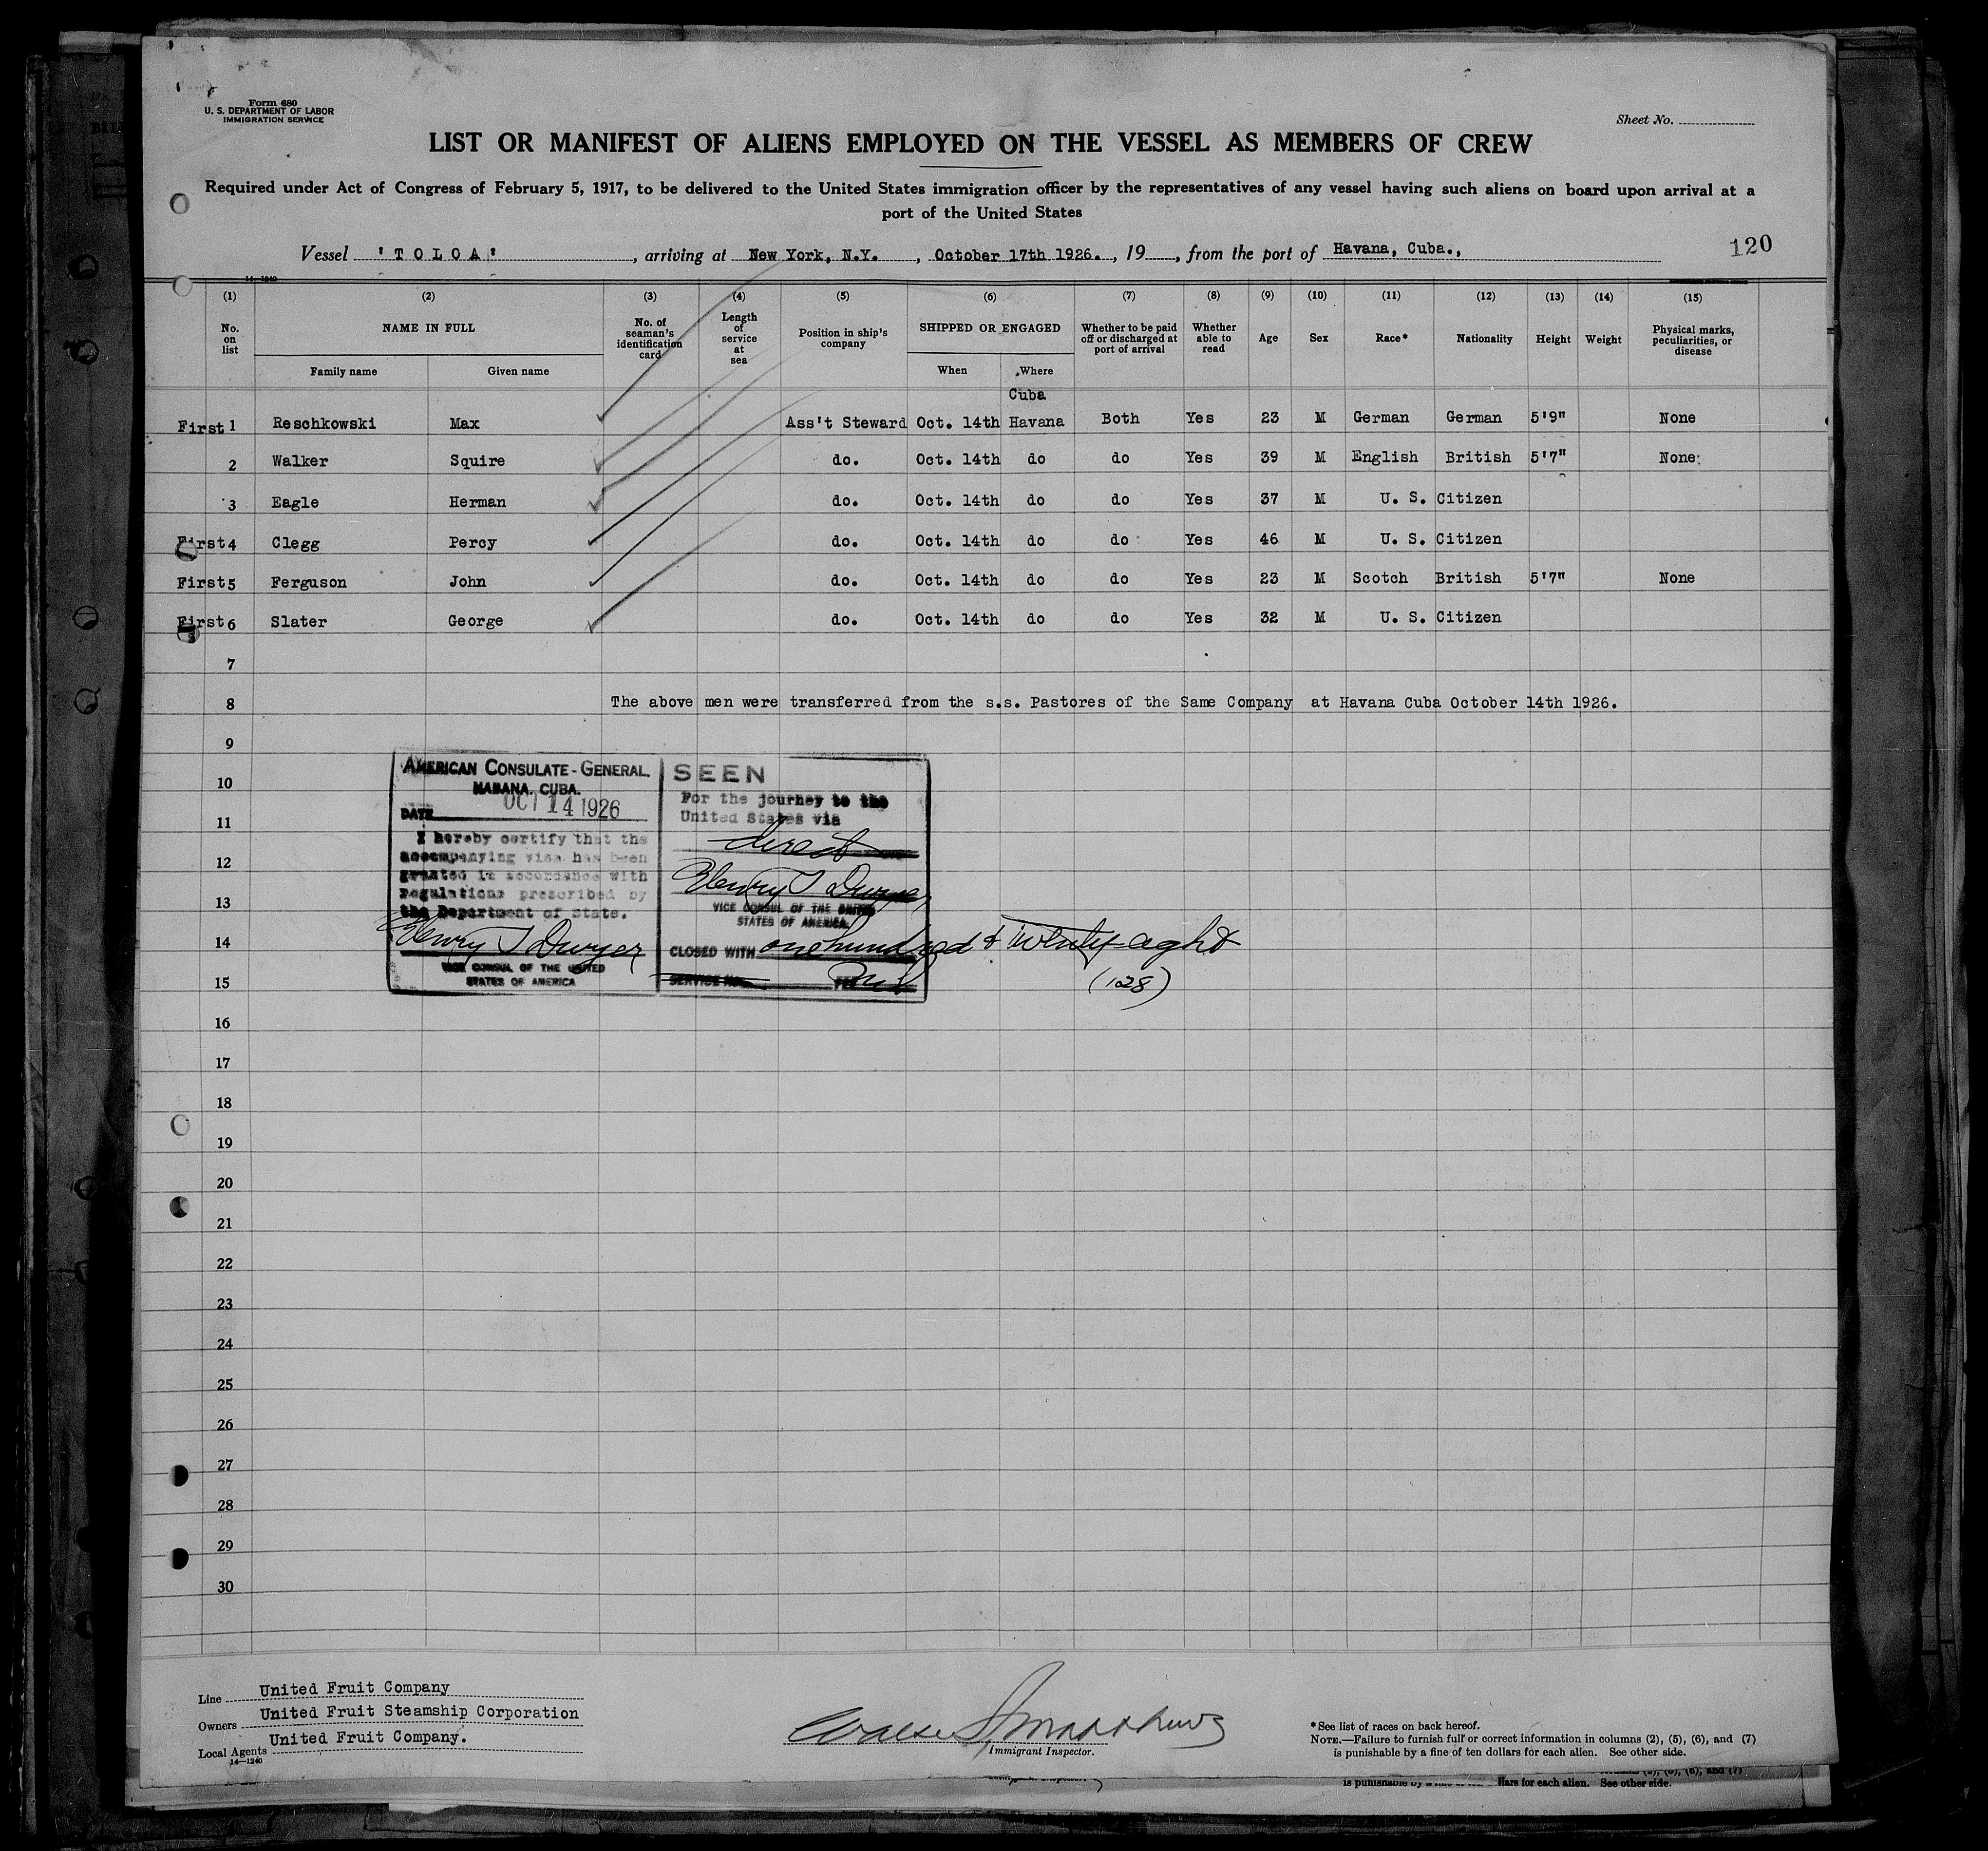 Form 680
U. S. DEPARTMENT OF LABOR
IMMIGRATION SERVICE
Sheet No.
LIST OR MANIFEST OF ALIENS EMPLOYED ON THE VESSEL AS MEMBERS OF CREW
Required under Act of Congress of February 5, 1917, to be delivered to the United States immigration officer by the representatives of any vessel having such aliens on board upon arrival at a
port of the United States
Vessel 'TOLOA', arriving at New York, N.Y., October 17th 1926., 19, from the port of Havana, Cuba.,
120
14-1240
(1) (2) (3) (4) (5) (6) (7) (8) (9) (10) (11) (12) (13) (14) (15)
No. on list NAME IN FULL No. of seaman's identification card Length of service at sea Position in ship's company SHIPPED OR ENGAGED Whether to be paid off or discharged at port of arrival Whether able to read Age Sex Race* Nationality Height Weight Physical marks, peculiarities, or disease
Family name Given name When Where
Cuba
First 1 Reschkowski Max Ass't Steward Oct. 14th Havana Both Yes 23 M German German 5'9" None
2 Walker Squire do. Oct. 14th do do Yes 39 M English British 5'7" None
3 Eagle Herman do. Oct. 14th do do Yes 37 M U. S. Citizen
First 4 Clegg Percy do. Oct. 14th do do Yes 46 M U. S. Citizen
First 5 Ferguson John do. Oct. 14th do do Yes 23 M Scotch British 5'7" None
First 6 Slater George do. Oct. 14th do do Yes 32 M U. S. Citizen
7
8 The above men were transferred from the s.s. Pastores of the Same Company at Havana Cuba October 14th 1926.
9
10
11
12
13
14
15
16
17
18
19
20
21
22
23
24
25
26
27
28
29
30
AMERICAN CONSULATE-GENERAL.
HABANA, CUBA.
DATE OCT 14 1926
I hereby certify that the
accompanying visa has been
granted in accordance with
regulations prescribed by
the Department of State.
Henry T Dwyer
VICE CONSUL OF THE UNITED
STATES OF AMERICA
SEEN
For the journey to the
United States via
direct
Henry T Dwyer
VICE CONSUL OF THE UNITED
STATES OF AMERICA.
CLOSED WITH one hundred & twenty eight
SERVICE NO. FEE
(128)
Line United Fruit Company
Owners United Fruit Steamship Corporation
Local Agents United Fruit Company.
14-1240
Immigrant Inspector.
*See list of races on back hereof.
NOTE.—Failure to furnish full or correct information in columns (2), (5), (6), and (7)
is punishable by a fine of ten dollars for each alien. See other side.
(5), (6), and (7)
is punishable by
llars for each alien. See other side.